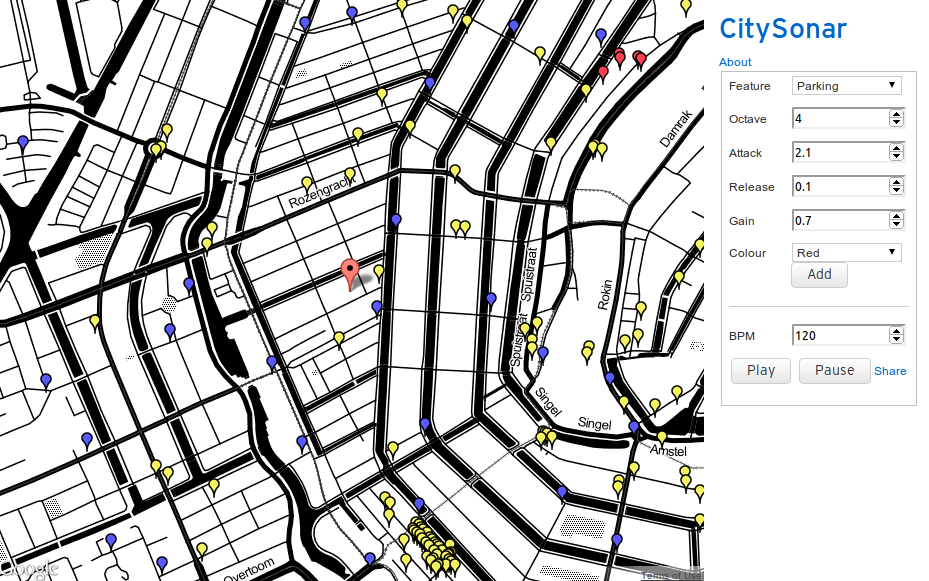 CitySonar
About
Feature
Parking
Octave
4
Attack
2.1
Release
0.1
Gain
0.7
Colour
Red
Add
BPM
120
Play
Pause
Share
Damrak
Rozengracht
Spuistraat
Rokin
Spuistraat
Singel
Singel
Amstel
Overtoom
Google
Terms of Use